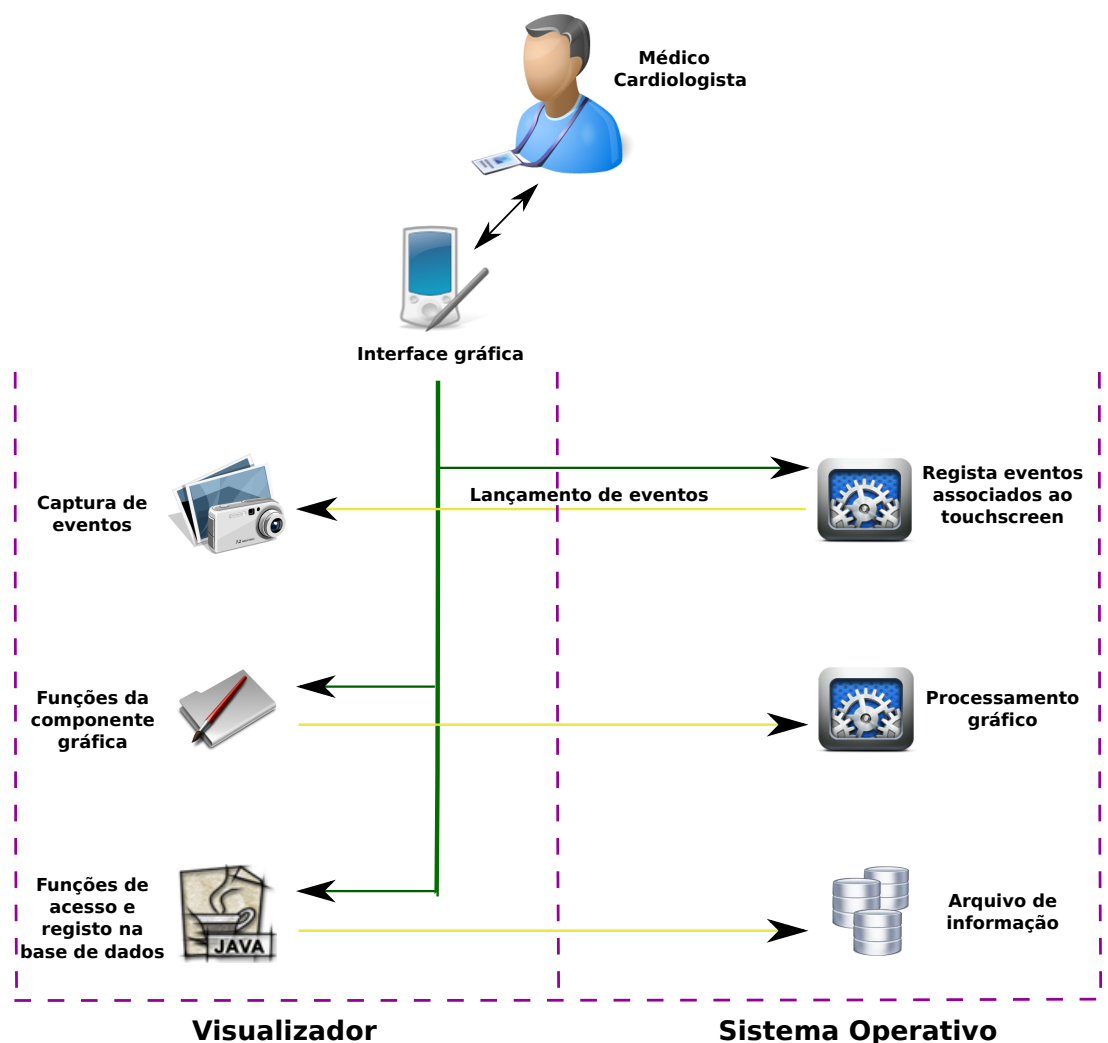 Médico
Cardiologista
Interface gráfica
Captura de
eventos
Lançamento de eventos
Regista eventos
associados ao
touchscreen
Funções da
componente
gráfica
Processamento
gráfico
Funções de
acesso e
registo na
base de dados
JAVA
Arquivo de
informação
Visualizador
Sistema Operativo